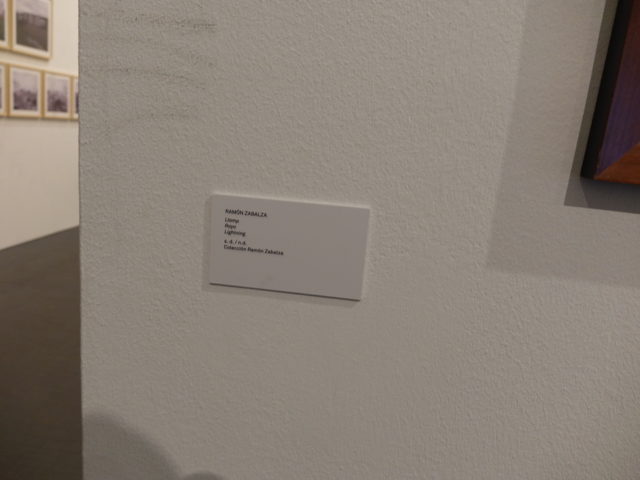 RAMÓN ZABALZA
Llamp
Rayo
Lightning
s. d. / n.d.
Colección Ramón Zabalza